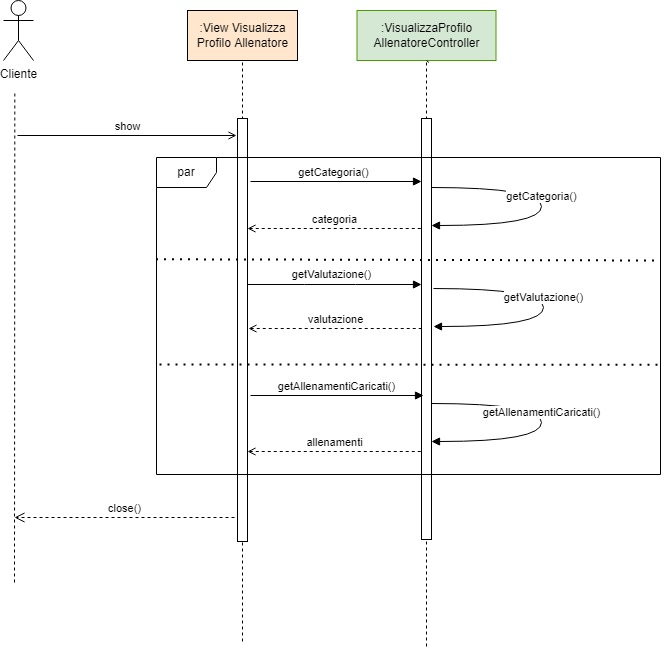 :View Visualizza
Profilo Allenatore
:VisualizzaProfilo
AllenatoreController
Cliente
show
par
getCategoria()
getCategoria()
categoria
getValutazione()
getValutazione()
valutazione
getAllenamentiCaricati()
getAllenamentiCaricati()
allenamenti
close()